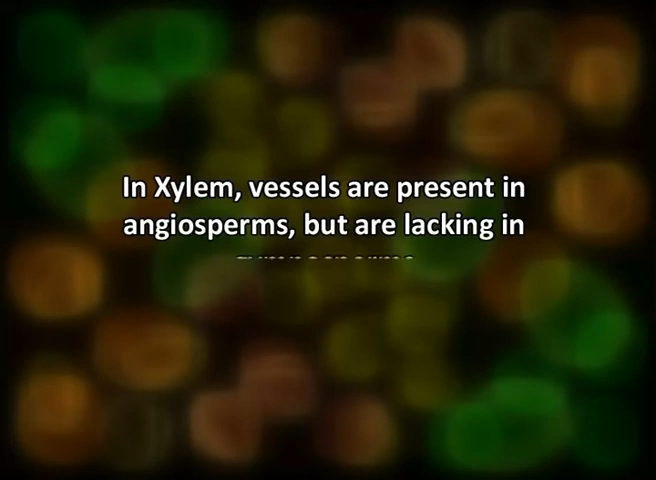 In Xylem, vessels are present in
angiosperms, but are lacking in